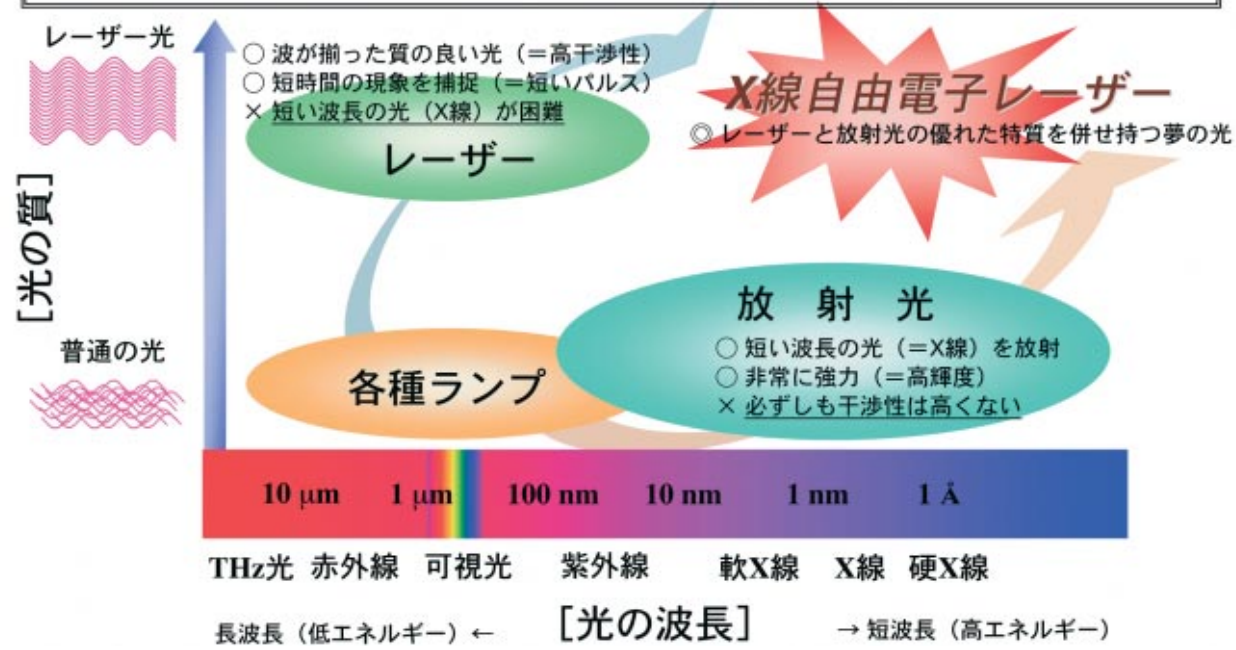 レーザー光
○ 波が揃った質の良い光（＝高干渉性）
○ 短時間の現象を捕捉（＝短いパルス）
× 短い波長の光（X線）が困難
レーザー
X線自由電子レーザー
◎ レーザーと放射光の優れた特質を併せ持つ夢の光
[光の質]
普通の光
各種ランプ
放 射 光
○ 短い波長の光（＝X線）を放射
○ 非常に強力（＝高輝度）
× 必ずしも干渉性は高くない
10 μm 1 μm 100 nm 10 nm 1 nm 1 Å
THz光 赤外線 可視光 紫外線 軟X線 X線 硬X線
長波長（低エネルギー）← [光の波長] → 短波長（高エネルギー）